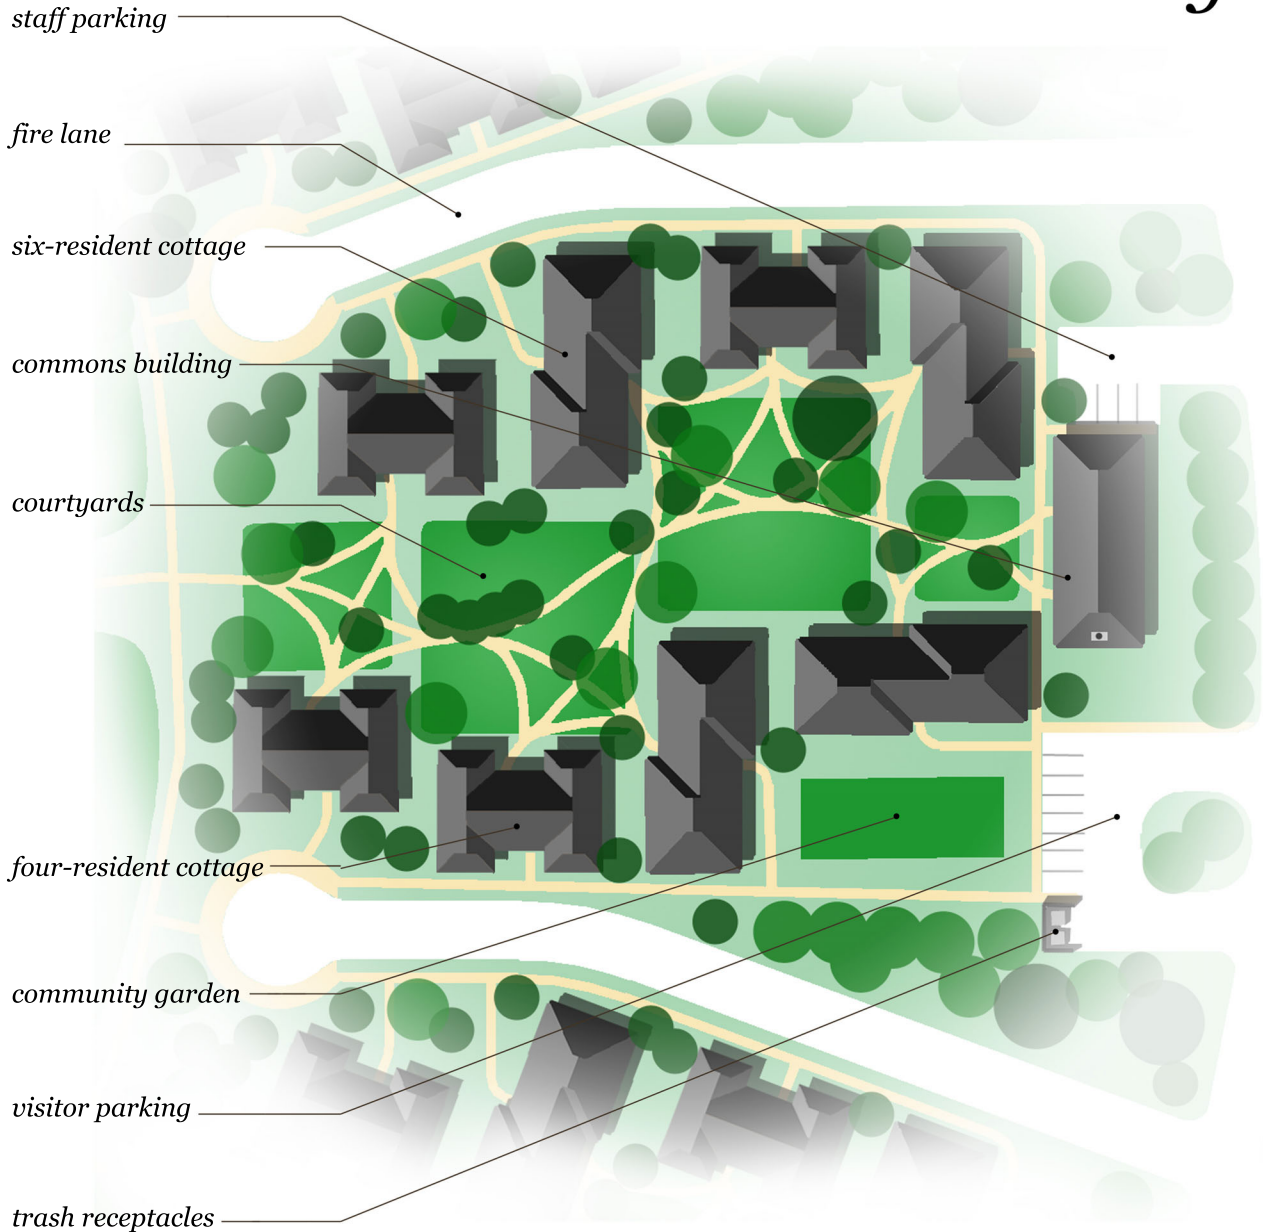 staff parking
fire lane
six-resident cottage
commons building
courtyards
four-resident cottage
community garden
visitor parking
trash receptacles